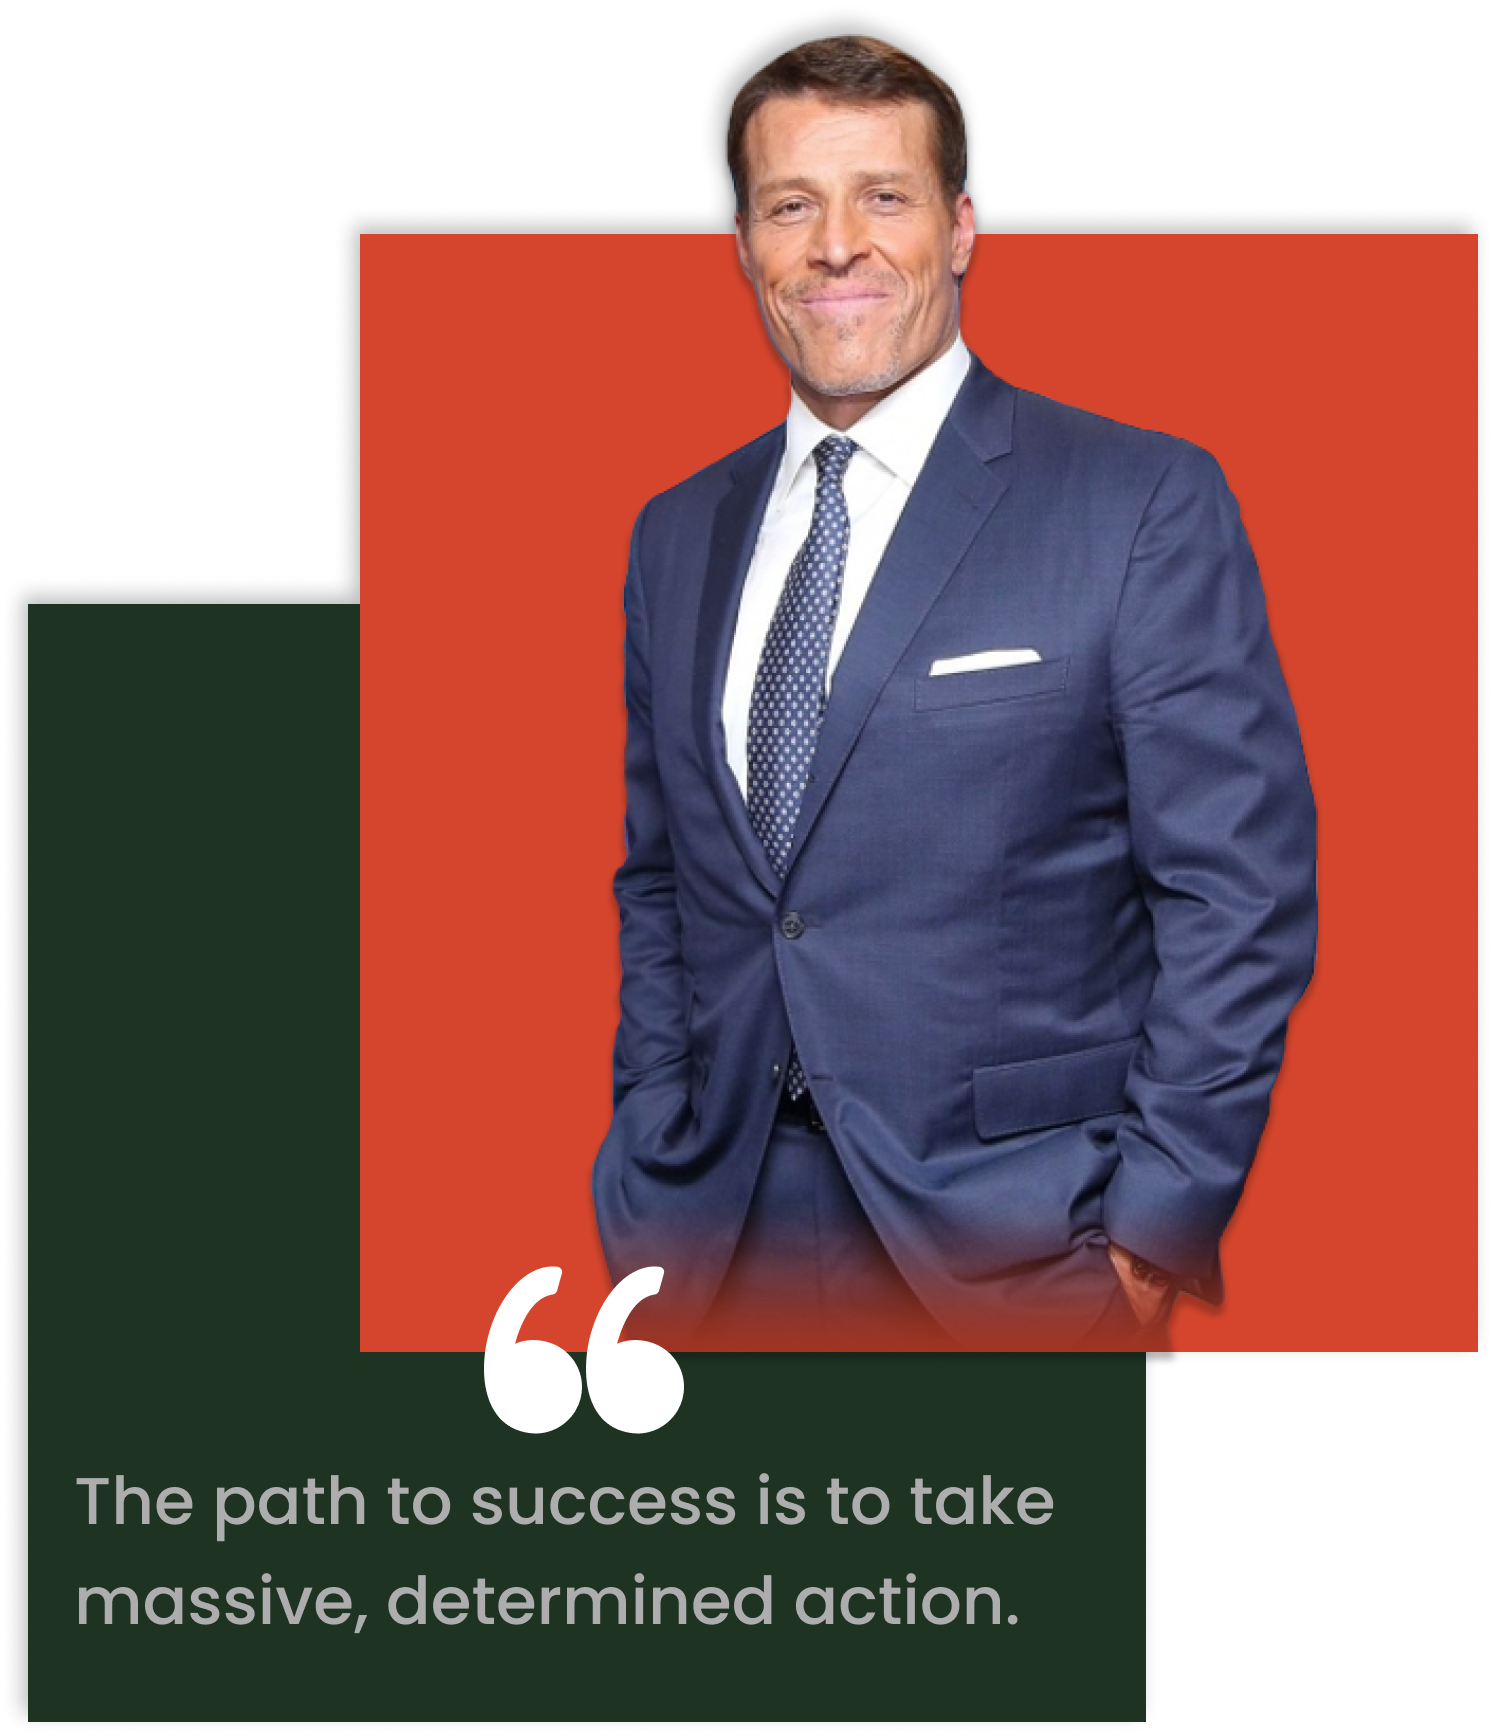 “
The path to success is to take
massive, determined action.